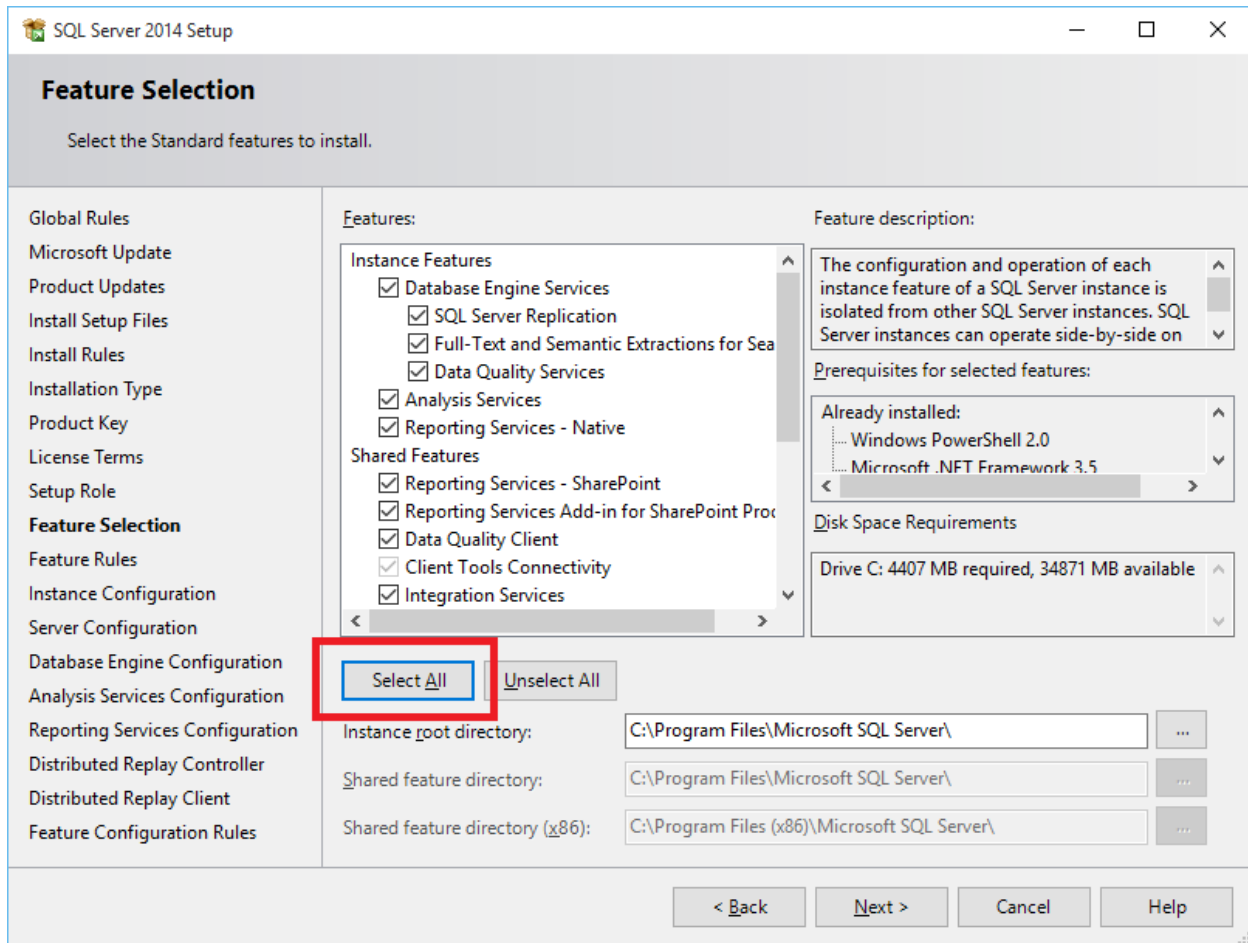 SQL Server 2014 Setup
Feature Selection
Select the Standard features to install.
Global Rules
Microsoft Update
Product Updates
Install Setup Files
Install Rules
Installation Type
Product Key
License Terms
Setup Role
Feature Selection
Feature Rules
Instance Configuration
Server Configuration
Database Engine Configuration
Analysis Services Configuration
Reporting Services Configuration
Distributed Replay Controller
Distributed Replay Client
Feature Configuration Rules
Features:
Instance Features
Database Engine Services
SQL Server Replication
Full-Text and Semantic Extractions for Sea
Data Quality Services
Analysis Services
Reporting Services - Native
Shared Features
Reporting Services - SharePoint
Reporting Services Add-in for SharePoint Proc
Data Quality Client
Client Tools Connectivity
Integration Services
Select All
Unselect All
Feature description:
The configuration and operation of each
instance feature of a SQL Server instance is
isolated from other SQL Server instances. SQL
Server instances can operate side-by-side on
Prerequisites for selected features:
Already installed:
Windows PowerShell 2.0
Microsoft .NET Framework 3.5
Disk Space Requirements
Drive C: 4407 MB required, 34871 MB available
Instance root directory:
C:\Program Files\Microsoft SQL Server\
...
Shared feature directory:
C:\Program Files\Microsoft SQL Server\
...
Shared feature directory (x86):
C:\Program Files (x86)\Microsoft SQL Server\
...
< Back
Next >
Cancel
Help